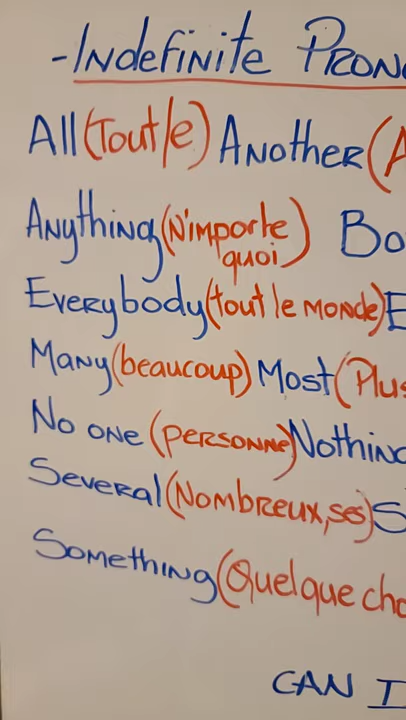 -Indefinite Pron
All (Tout/e) Another (A
Anything (N'importe quoi) Bo
Everybody (tout le monde) E
Many (beaucoup) Most (Plus
No one (personne) Nothing
Several (Nombreux,ses) S
Something (Quelque cho
CAN I